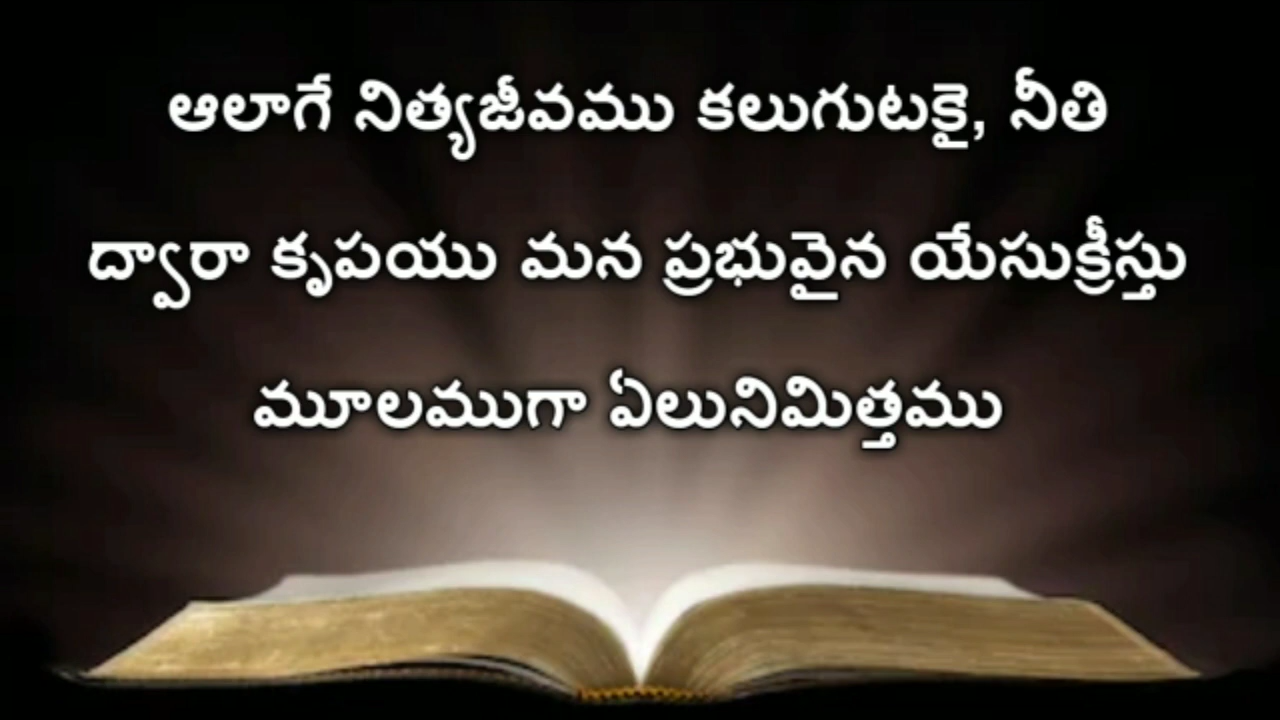 ఆలాగే నిత్యజీవము కలుగుటకై, నీతి
ద్వారా కృపయు మన ప్రభువైన యేసుక్రీస్తు
మూలముగా ఏలునిమిత్తము